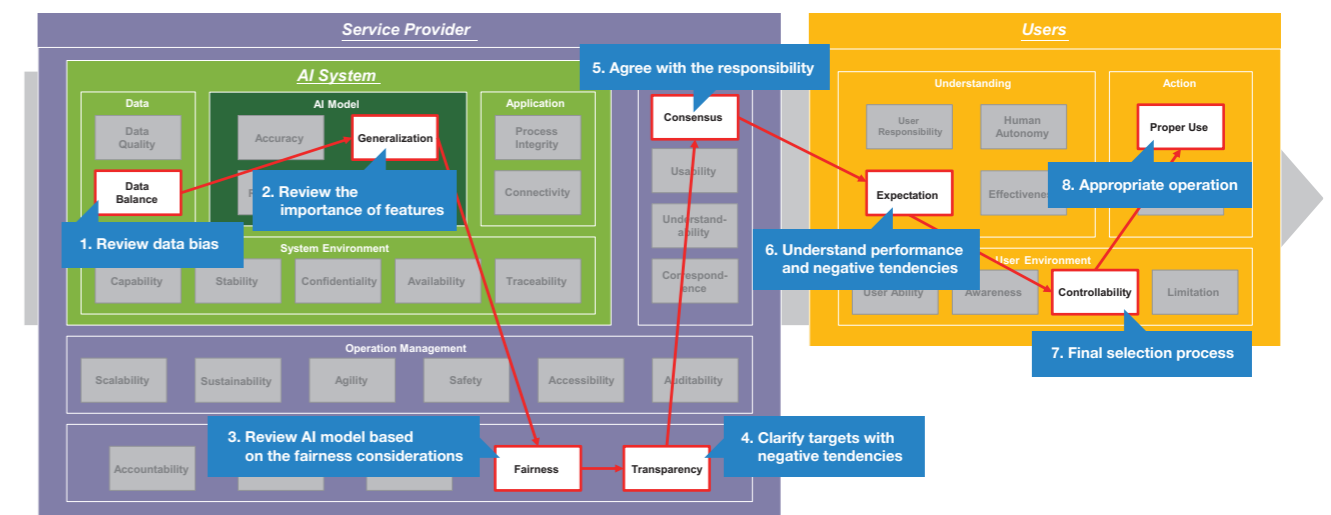 Service Provider
Users
AI System
5. Agree with the responsibility
Data
AI Model
Application
Understanding
Action
Data
Quality
Accuracy
Generalization
Process
Integrity
Consensus
User
Responsibility
Human
Autonomy
Proper Use
Data
Balance
2. Review the
importance of features
Connectivity
Usability
Expectation
Effectiveness
8. Appropriate operation
1. Review data bias
Understand-
ability
System Environment
6. Understand performance
and negative tendencies
User Environment
Capability
Stability
Confidentiality
Availability
Traceability
Correspond-
ence
User Ability
Awareness
Controllability
Limitation
7. Final selection process
Operation Management
Scalability
Sustainability
Agility
Safety
Accessibility
Auditability
3. Review AI model based
on the fairness considerations
4. Clarify targets with
negative tendencies
Accountability
Fairness
Transparency